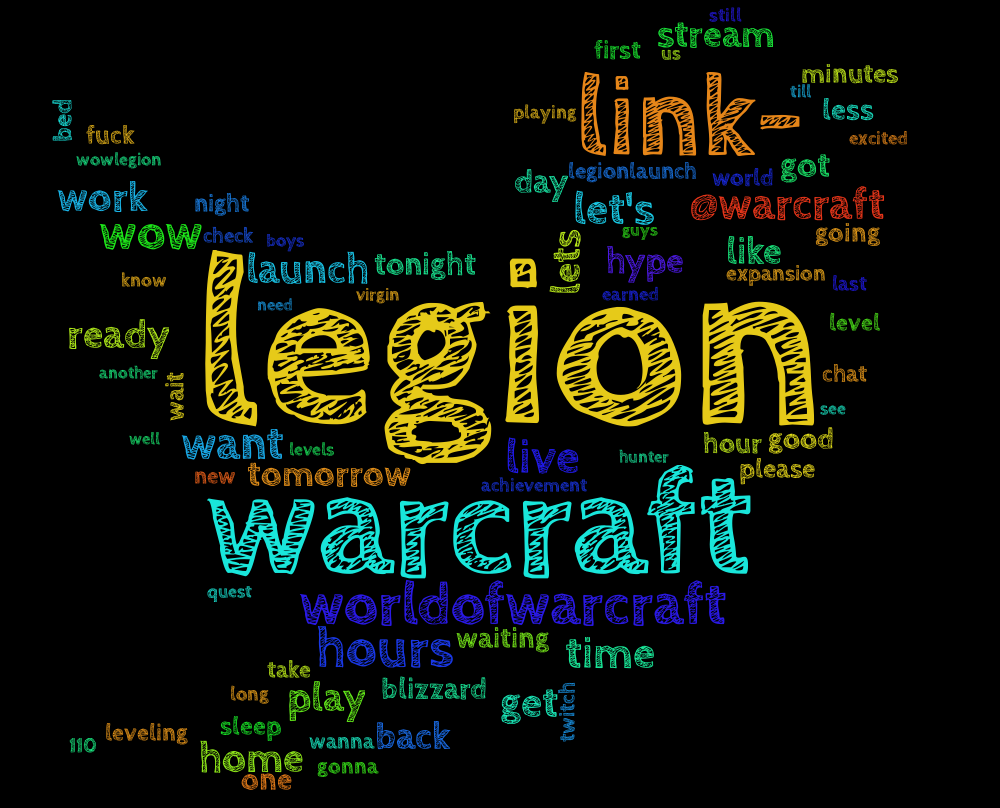 still
stream
first
us
minutes
till
link-
bed
playing
less
fuck
excited
wowlegion
got
legionlaunch
world
day
work
night
let's
@warcraft
wow
check
boys
guys
going
lets
like
launch
tonight
hype
expansion
know
last
virgin
earned
need
legion
ready
level
another
wait
chat
see
well
want
levels
live
hunter
hour
good
new
tomorrow
please
achievement
warcraft
quest
worldofwarcraft
hours
waiting
time
take
long
play
blizzard
get
twitch
sleep
leveling
110
wanna
back
home
gonna
one